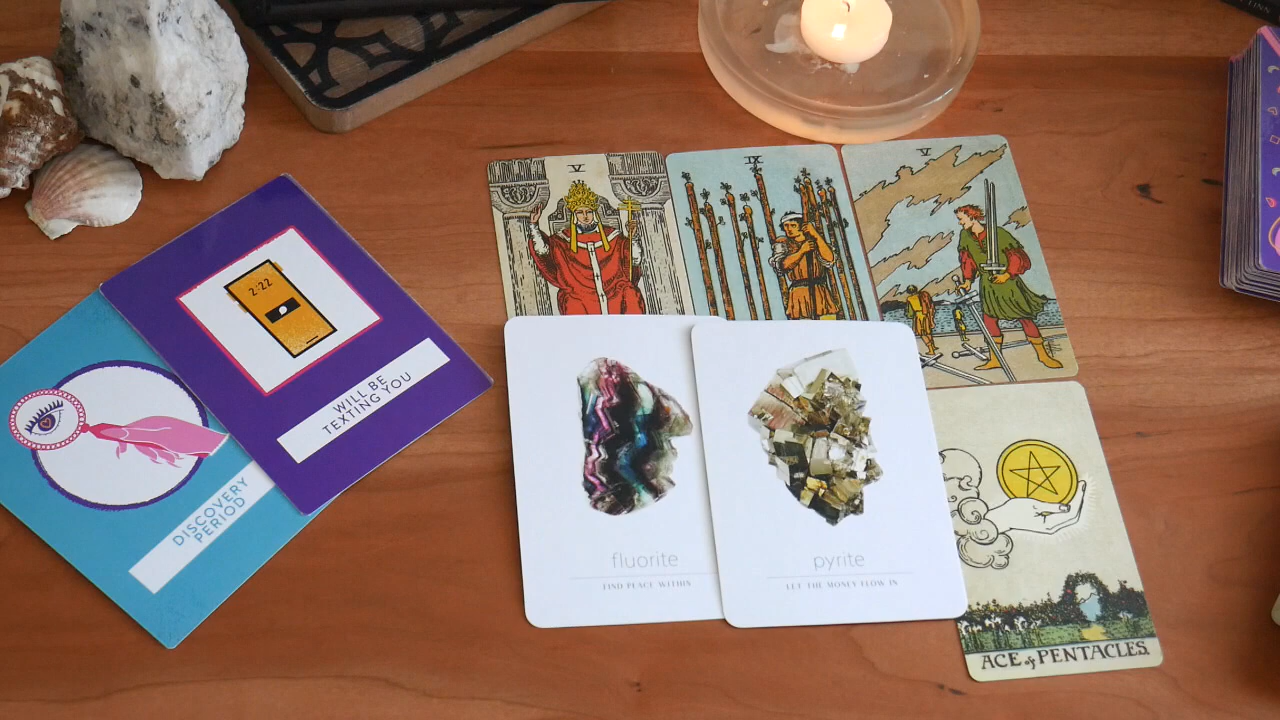 LINN
V
IX
V
2:22
WILL BE
TEXTING YOU
DISCOVERY
PERIOD
fluorite
FIND PEACE WITHIN
pyrite
LET THE MONEY FLOW IN
ACE of PENTACLES.